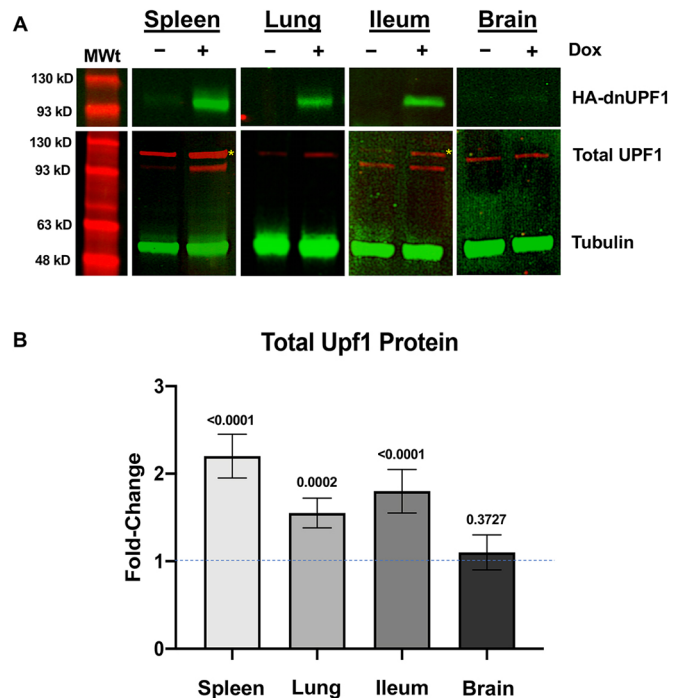 A
Spleen Lung Ileum Brain
MWt - + - + - + - + Dox
130 kD
93 kD
HA-dnUPF1
130 kD
93 kD
63 kD
48 kD
*
*
Total UPF1
Tubulin
B
Total Upf1 Protein
Fold-Change
3
2
1
0
<0.0001
0.0002
<0.0001
0.3727
Spleen Lung Ileum Brain